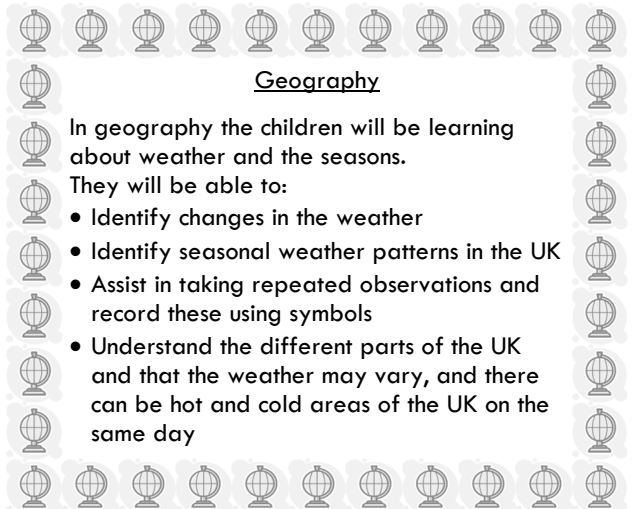 Geography
In geography the children will be learning
about weather and the seasons.
They will be able to:
• Identify changes in the weather
• Identify seasonal weather patterns in the UK
• Assist in taking repeated observations and
record these using symbols
• Understand the different parts of the UK
and that the weather may vary, and there
can be hot and cold areas of the UK on the
same day